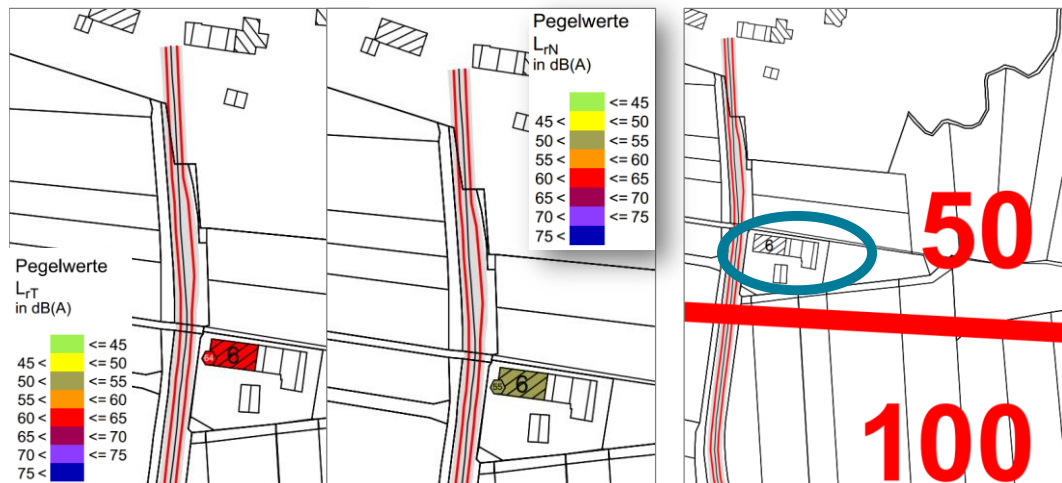 Pegelwerte
LrT
in dB(A)
<= 45
45 < <= 50
50 < <= 55
55 < <= 60
60 < <= 65
65 < <= 70
70 < <= 75
75 <
64
6
Pegelwerte
LrN
in dB(A)
<= 45
45 < <= 50
50 < <= 55
55 < <= 60
60 < <= 65
65 < <= 70
70 < <= 75
75 <
55
6
6
50
100